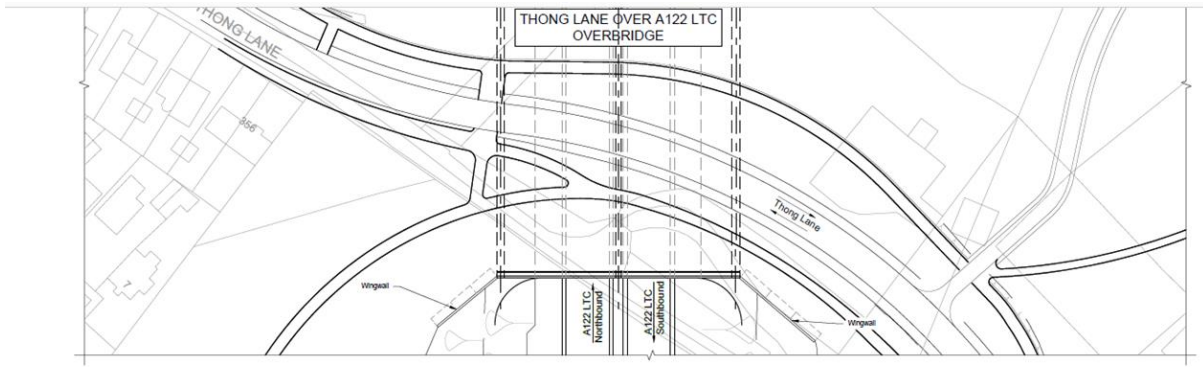 THONG LANE OVER A122 LTC
OVERBRIDGE
THONG LANE
356
Thong Lane
Wingwall
A122 LTC
Northbound
A122 LTC
Southbound
Wingwall
7